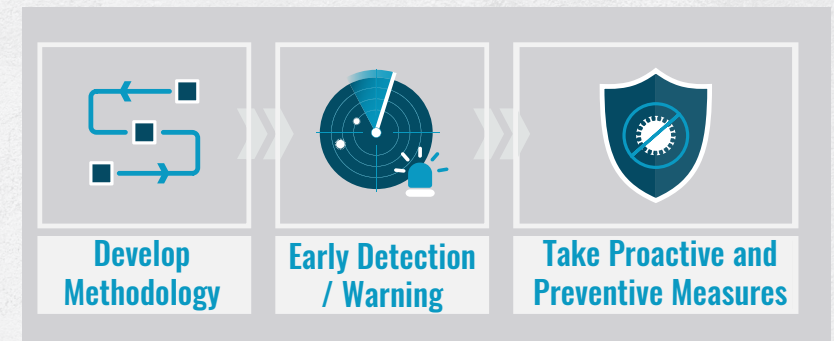 Develop
Methodology
Early Detection
/ Warning
Take Proactive and
Preventive Measures